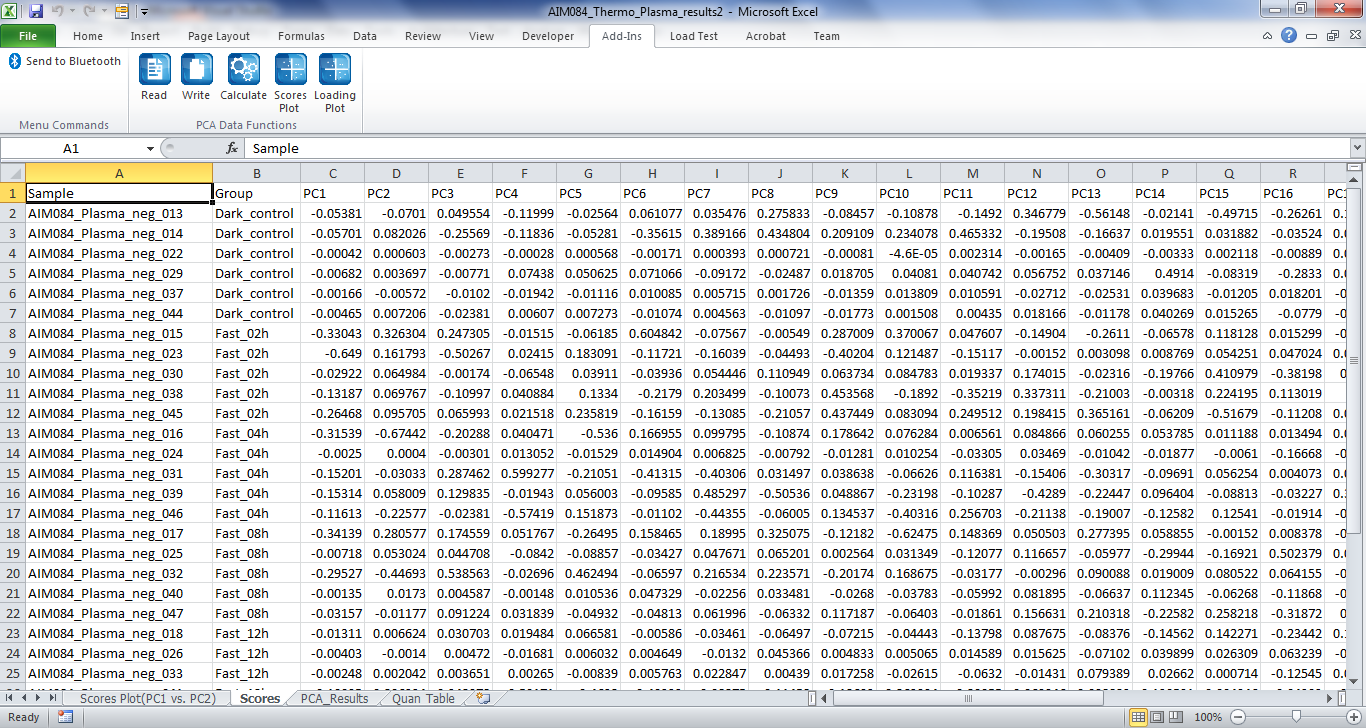 AIM084_Thermo_Plasma_results2 - Microsoft Excel
File Home Insert Page Layout Formulas Data Review View Developer Add-Ins Load Test Acrobat Team
Send to Bluetooth
Read Write Calculate Scores Plot Loading Plot
Menu Commands PCA Data Functions
A1 fx Sample
A B C D E F G H I J K L M N O P Q R
1 Sample Group PC1 PC2 PC3 PC4 PC5 PC6 PC7 PC8 PC9 PC10 PC11 PC12 PC13 PC14 PC15 PC16
2 AIM084_Plasma_neg_013 Dark_control -0.05381 -0.0701 0.049554 -0.11999 -0.02564 0.061077 0.035476 0.275833 -0.08457 -0.10878 -0.1492 0.346779 -0.56148 -0.02141 -0.49715 -0.26261
3 AIM084_Plasma_neg_014 Dark_control -0.05701 0.082026 -0.25569 -0.11836 -0.05281 -0.35615 0.389166 0.434804 0.209109 0.234078 0.465332 -0.19508 -0.16637 0.019551 0.031882 -0.03524
4 AIM084_Plasma_neg_022 Dark_control -0.00042 0.000603 -0.00273 -0.00028 0.000568 -0.00171 0.000393 0.000721 -0.00081 -4.6E-05 0.002314 -0.00165 -0.00409 -0.00333 0.002118 -0.00889
5 AIM084_Plasma_neg_029 Dark_control -0.00682 0.003697 -0.00771 0.07438 0.050625 0.071066 -0.09172 -0.02487 0.018705 0.04081 0.040742 0.056752 0.037146 0.4914 -0.08319 -0.2833
6 AIM084_Plasma_neg_037 Dark_control -0.00166 -0.00572 -0.0102 -0.01942 -0.01116 0.010085 0.005715 0.001726 -0.01359 0.013809 0.010591 -0.02712 -0.02531 0.039683 -0.01205 0.018201
7 AIM084_Plasma_neg_044 Dark_control -0.00465 0.007206 -0.02381 0.00607 0.007273 -0.01074 0.004563 -0.01097 -0.01773 0.001508 0.00435 0.018166 -0.01178 0.040269 0.015265 -0.0779
8 AIM084_Plasma_neg_015 Fast_02h -0.33043 0.326304 0.247305 -0.01515 -0.06185 0.604842 -0.07567 -0.00549 0.287009 0.370067 0.047607 -0.14904 -0.2611 -0.06578 0.118128 0.015299
9 AIM084_Plasma_neg_023 Fast_02h -0.649 0.161793 -0.50267 0.02415 0.183091 -0.11721 -0.16039 -0.04493 -0.40204 0.121487 -0.15117 -0.00152 0.003098 0.008769 0.054251 0.047024
10 AIM084_Plasma_neg_030 Fast_02h -0.02922 0.064984 -0.00174 -0.06548 0.03911 -0.03936 0.054446 0.110949 0.063734 0.084783 0.019337 0.174015 -0.02316 -0.19766 0.410979 -0.38198
11 AIM084_Plasma_neg_038 Fast_02h -0.13187 0.069767 -0.10997 0.040884 0.1334 -0.2179 0.203499 -0.10073 0.453568 -0.1892 -0.35219 0.337311 -0.21003 -0.00318 0.224195 0.113019
12 AIM084_Plasma_neg_045 Fast_02h -0.26468 0.095705 0.065993 0.021518 0.235819 -0.16159 -0.13085 -0.21057 0.437449 0.083094 0.249512 0.198415 0.365161 -0.06209 -0.51679 -0.11208
13 AIM084_Plasma_neg_016 Fast_04h -0.31539 -0.67442 -0.20288 0.040471 -0.536 0.166955 0.099795 -0.10874 0.178642 0.076284 0.006561 0.084866 0.060255 0.053785 0.011188 0.013494
14 AIM084_Plasma_neg_024 Fast_04h -0.0025 0.0004 -0.00301 0.013052 -0.01529 0.014904 0.006825 -0.00792 -0.01281 0.010254 -0.03305 0.03469 -0.01042 -0.01877 -0.0061 -0.16668
15 AIM084_Plasma_neg_031 Fast_04h -0.15201 -0.03033 0.287462 0.599277 -0.21051 -0.41315 -0.40306 0.031497 0.038638 -0.06626 0.116381 -0.15406 -0.30317 -0.09691 0.056254 0.004073
16 AIM084_Plasma_neg_039 Fast_04h -0.15314 0.058009 0.129835 -0.01943 0.056003 -0.09585 0.485297 -0.50536 0.048867 -0.23198 -0.10287 -0.4289 -0.22447 0.096404 -0.08813 -0.03227
17 AIM084_Plasma_neg_046 Fast_04h -0.11613 -0.22577 -0.02381 -0.57419 0.151873 -0.01102 -0.44355 -0.06005 0.134537 -0.40316 0.256703 -0.21138 -0.19007 -0.12582 0.12541 -0.01914
18 AIM084_Plasma_neg_017 Fast_08h -0.34139 0.280577 0.174559 0.051767 -0.26495 0.158465 0.18995 0.325075 -0.12182 -0.62475 0.148369 0.050503 0.277395 0.058855 -0.00152 0.008378
19 AIM084_Plasma_neg_025 Fast_08h -0.00718 0.053024 0.044708 -0.0842 -0.08857 -0.03427 0.047671 0.065201 0.002564 0.031349 -0.12077 0.116657 -0.05977 -0.29944 -0.16921 0.502379
20 AIM084_Plasma_neg_032 Fast_08h -0.29527 -0.44693 0.538563 -0.02696 0.462494 -0.06597 0.216534 0.223571 -0.20174 0.168675 -0.03177 -0.00296 0.090088 0.019009 0.080522 0.064155
21 AIM084_Plasma_neg_040 Fast_08h -0.00135 0.0173 0.004587 -0.00148 0.010536 0.047329 -0.02256 0.033481 -0.0268 -0.03783 -0.05992 0.081895 -0.06637 0.112345 -0.06268 -0.11868
22 AIM084_Plasma_neg_047 Fast_08h -0.03157 -0.01177 0.091224 0.031839 -0.04932 -0.04813 0.061996 -0.06332 0.117187 -0.06403 -0.01861 0.156631 0.210318 -0.22582 0.258218 -0.31872
23 AIM084_Plasma_neg_018 Fast_12h -0.01311 0.006624 0.030703 0.019484 0.066581 -0.00586 -0.03461 -0.06497 -0.07215 -0.04443 -0.13798 0.087675 -0.08376 -0.14562 0.142271 -0.23442
24 AIM084_Plasma_neg_026 Fast_12h -0.00403 -0.0014 0.00472 -0.01681 0.006032 0.004649 -0.0132 0.045366 0.004833 0.005065 0.014589 0.015625 -0.07102 0.039899 0.026309 0.063239
25 AIM084_Plasma_neg_033 Fast_12h -0.00248 0.002042 0.003651 0.00265 -0.00839 0.005763 0.022847 0.00439 0.017258 -0.02615 -0.0632 -0.01431 0.079389 0.02662 0.000714 -0.12545
Scores Plot(PC1 vs. PC2) Scores PCA_Results Quan Table
Ready 100%